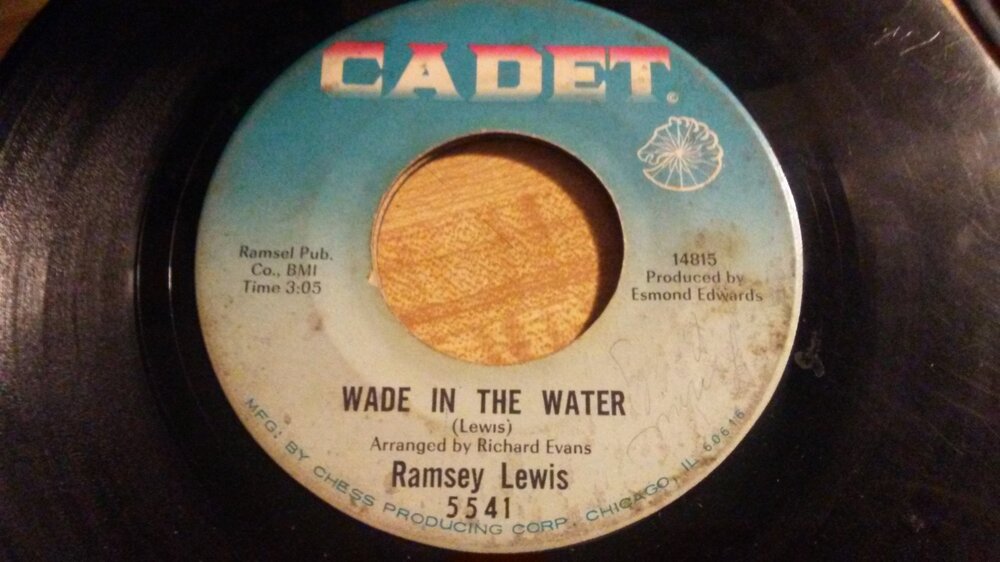 CADET.
©
Ramsel Pub.
Co., BMI
Time 3:05
14815
Produced by
Esmond Edwards
WADE IN THE WATER
(Lewis)
Arranged by Richard Evans
Ramsey Lewis
5541
MFG. BY CHESS PRODUCING CORP. CHICAGO, IL 60616